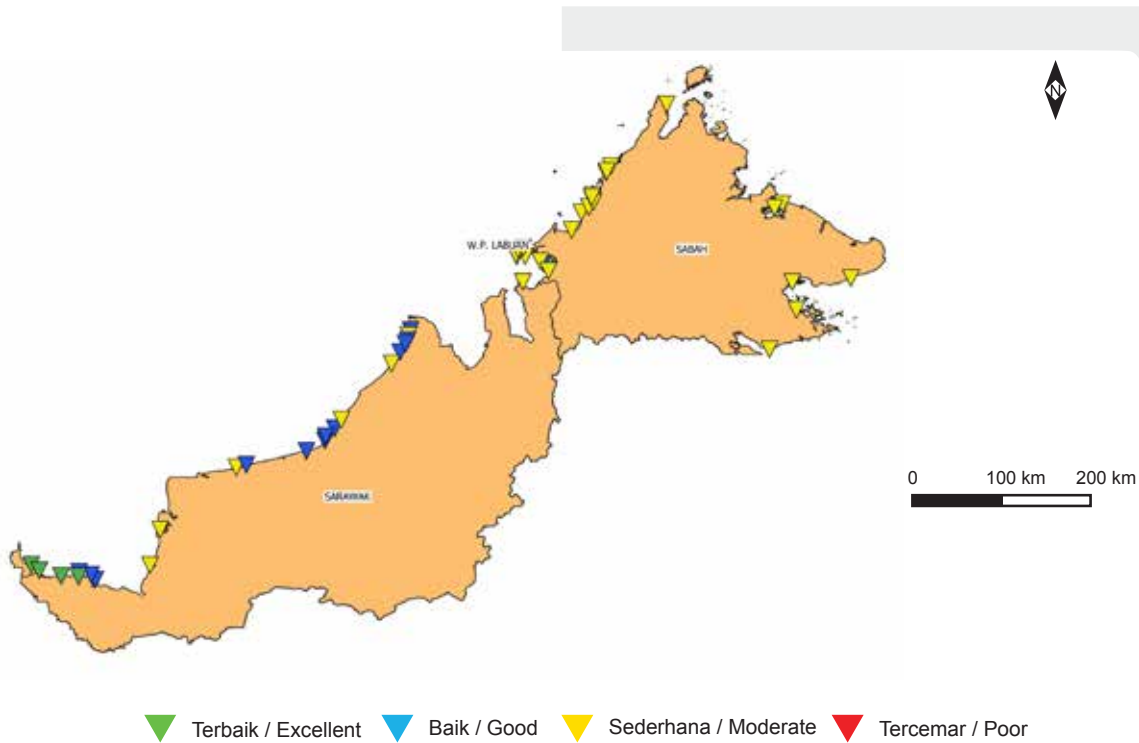 N
W.P. LABUAN
SABAH
SARAWAK
0 100 km 200 km
Terbaik / Excellent Baik / Good Sederhana / Moderate Tercemar / Poor